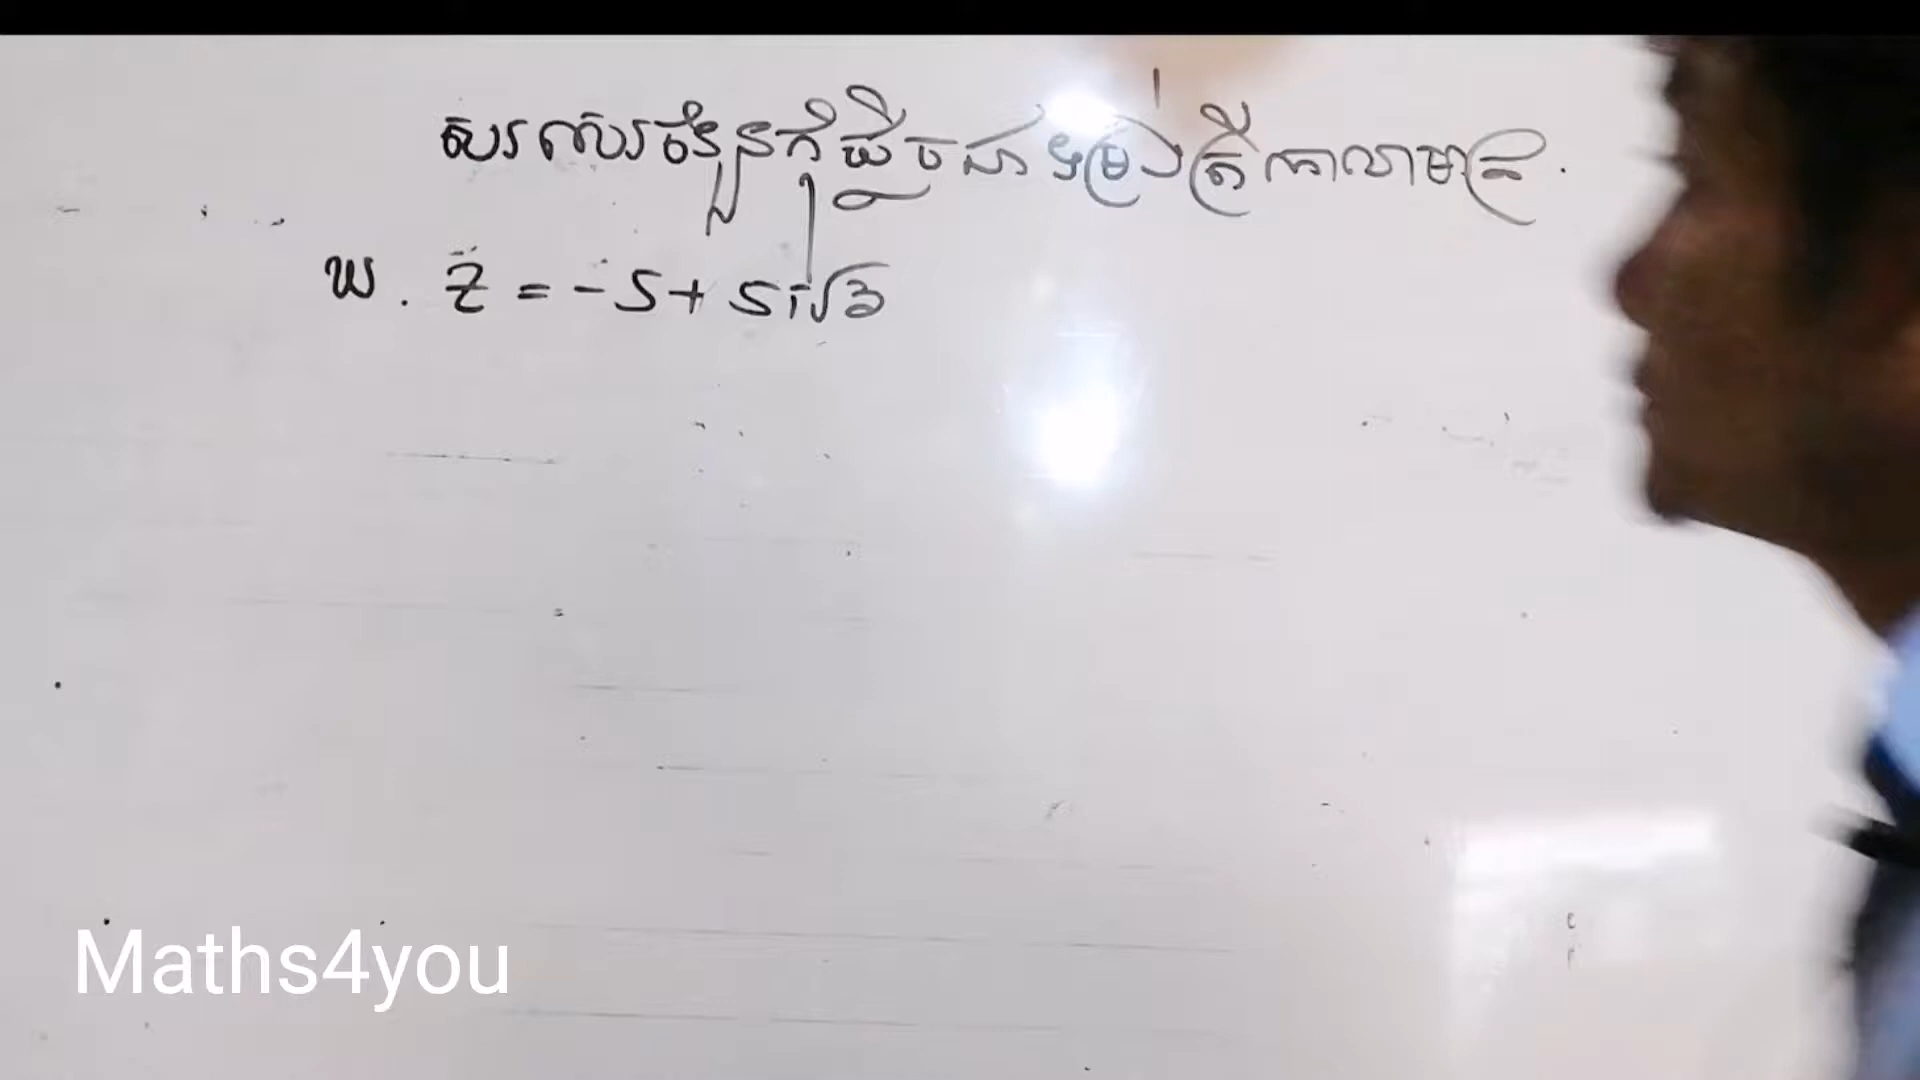 សរសេរចំនួនកុំផ្លិចជាទម្រង់ត្រីកោណមាត្រ.
ឃ. Z = -5 + 5i√3
Maths4you